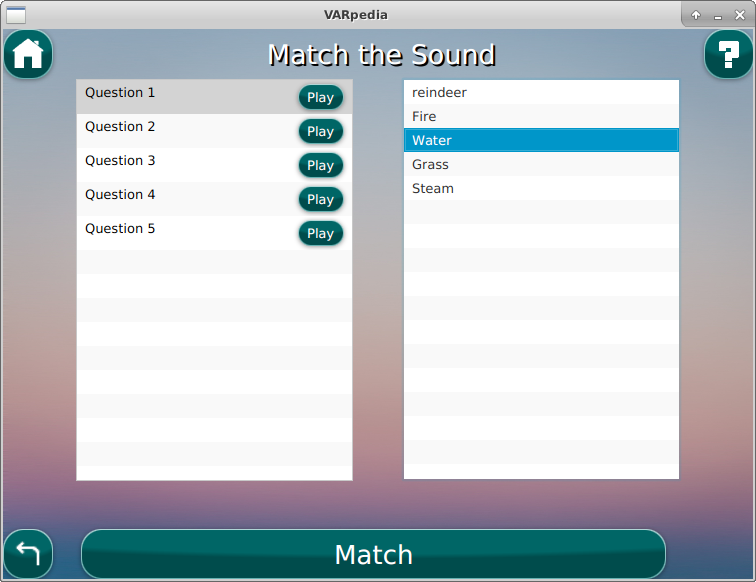 VARpedia
Match the Sound
Question 1 Play
Question 2 Play
Question 3 Play
Question 4 Play
Question 5 Play
reindeer
Fire
Water
Grass
Steam
?
Match